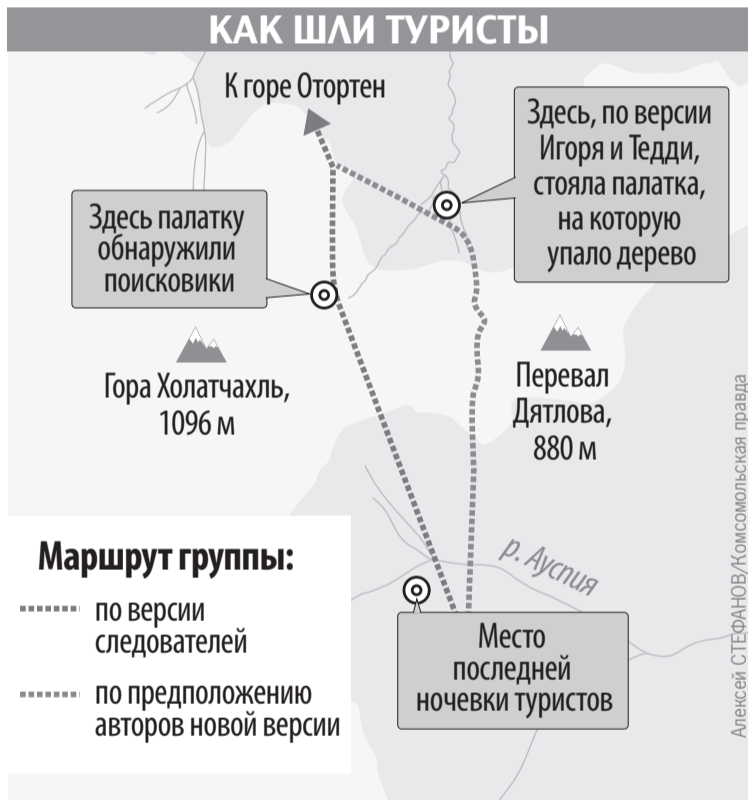 КАК ШЛИ ТУРИСТЫ
К горе Отортен
Здесь, по версии
Игоря и Тедди,
стояла палатка,
на которую
упало дерево
Здесь палатку
обнаружили
поисковики
Гора Холатчахль,
1096 м
Перевал
Дятлова,
880 м
р. Ауспия
Место
последней
ночевки туристов
Маршрут группы:
по версии
следователей
по предположению
авторов новой версии
Алексей СТЕФАНОВ/Комсомольская правда